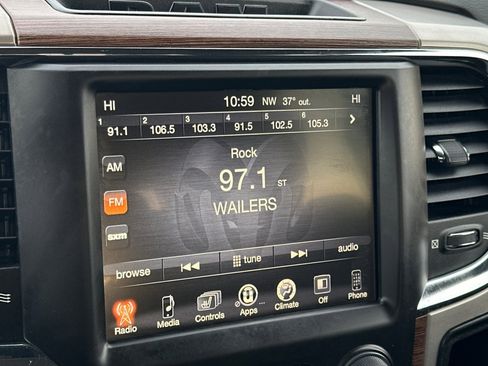 RAM
HI 10:59 NW 37° out. HI
1 2 3 4 5 6
91.1 106.5 103.3 91.5 102.5 105.3
Rock
AM
97.1 ST
FM
WAILERS
sxm
browse tune audio
Radio Media Controls Apps Climate Off Phone